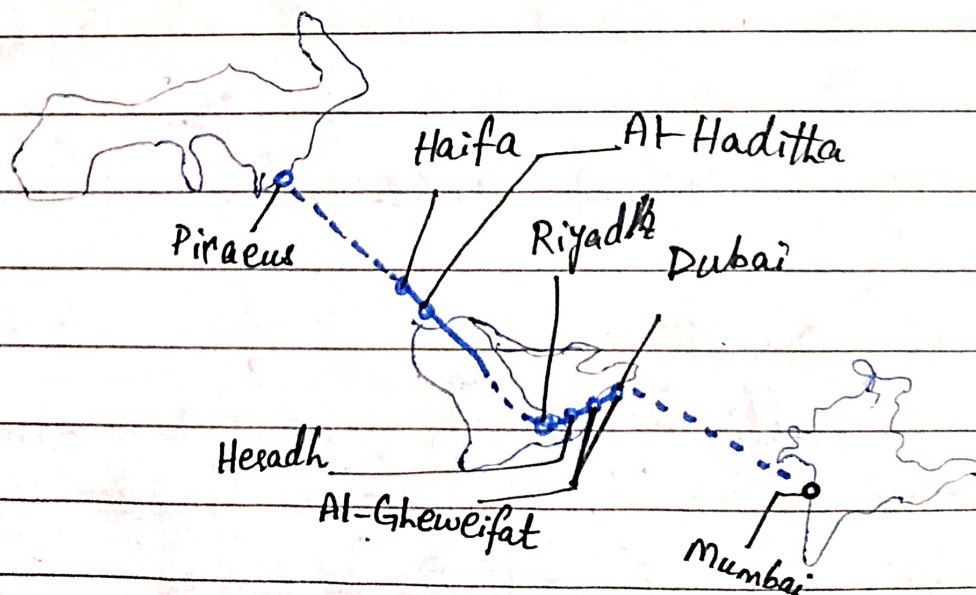 Haifa
Al-Haditha
Piraeus
Riyadh
Dubai
Heradh
Al-Gheweifat
Mumbai